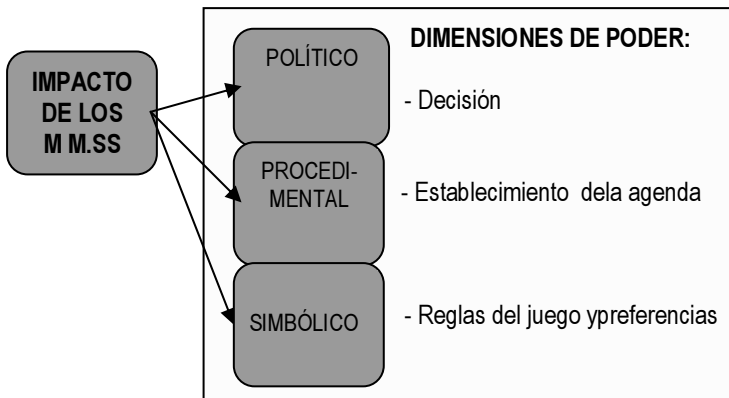 IMPACTO
DE LOS
M M.SS
DIMENSIONES DE PODER:
POLÍTICO
- Decisión
PROCEDI-
MENTAL
- Establecimiento dela agenda
SIMBÓLICO
- Reglas del juego ypreferencias